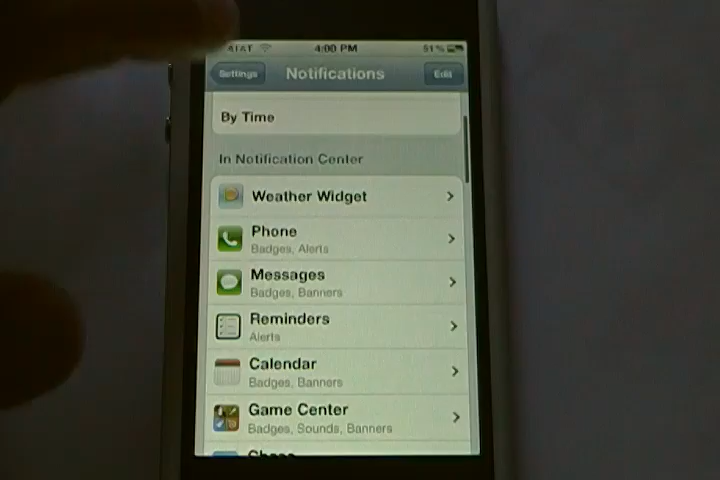 AT&T 4:00 PM 51%
Settings Notifications Edit
By Time
In Notification Center
Weather Widget
Phone
Badges, Alerts
Messages
Badges, Banners
Reminders
Alerts
Calendar
Badges, Banners
Game Center
Badges, Sounds, Banners